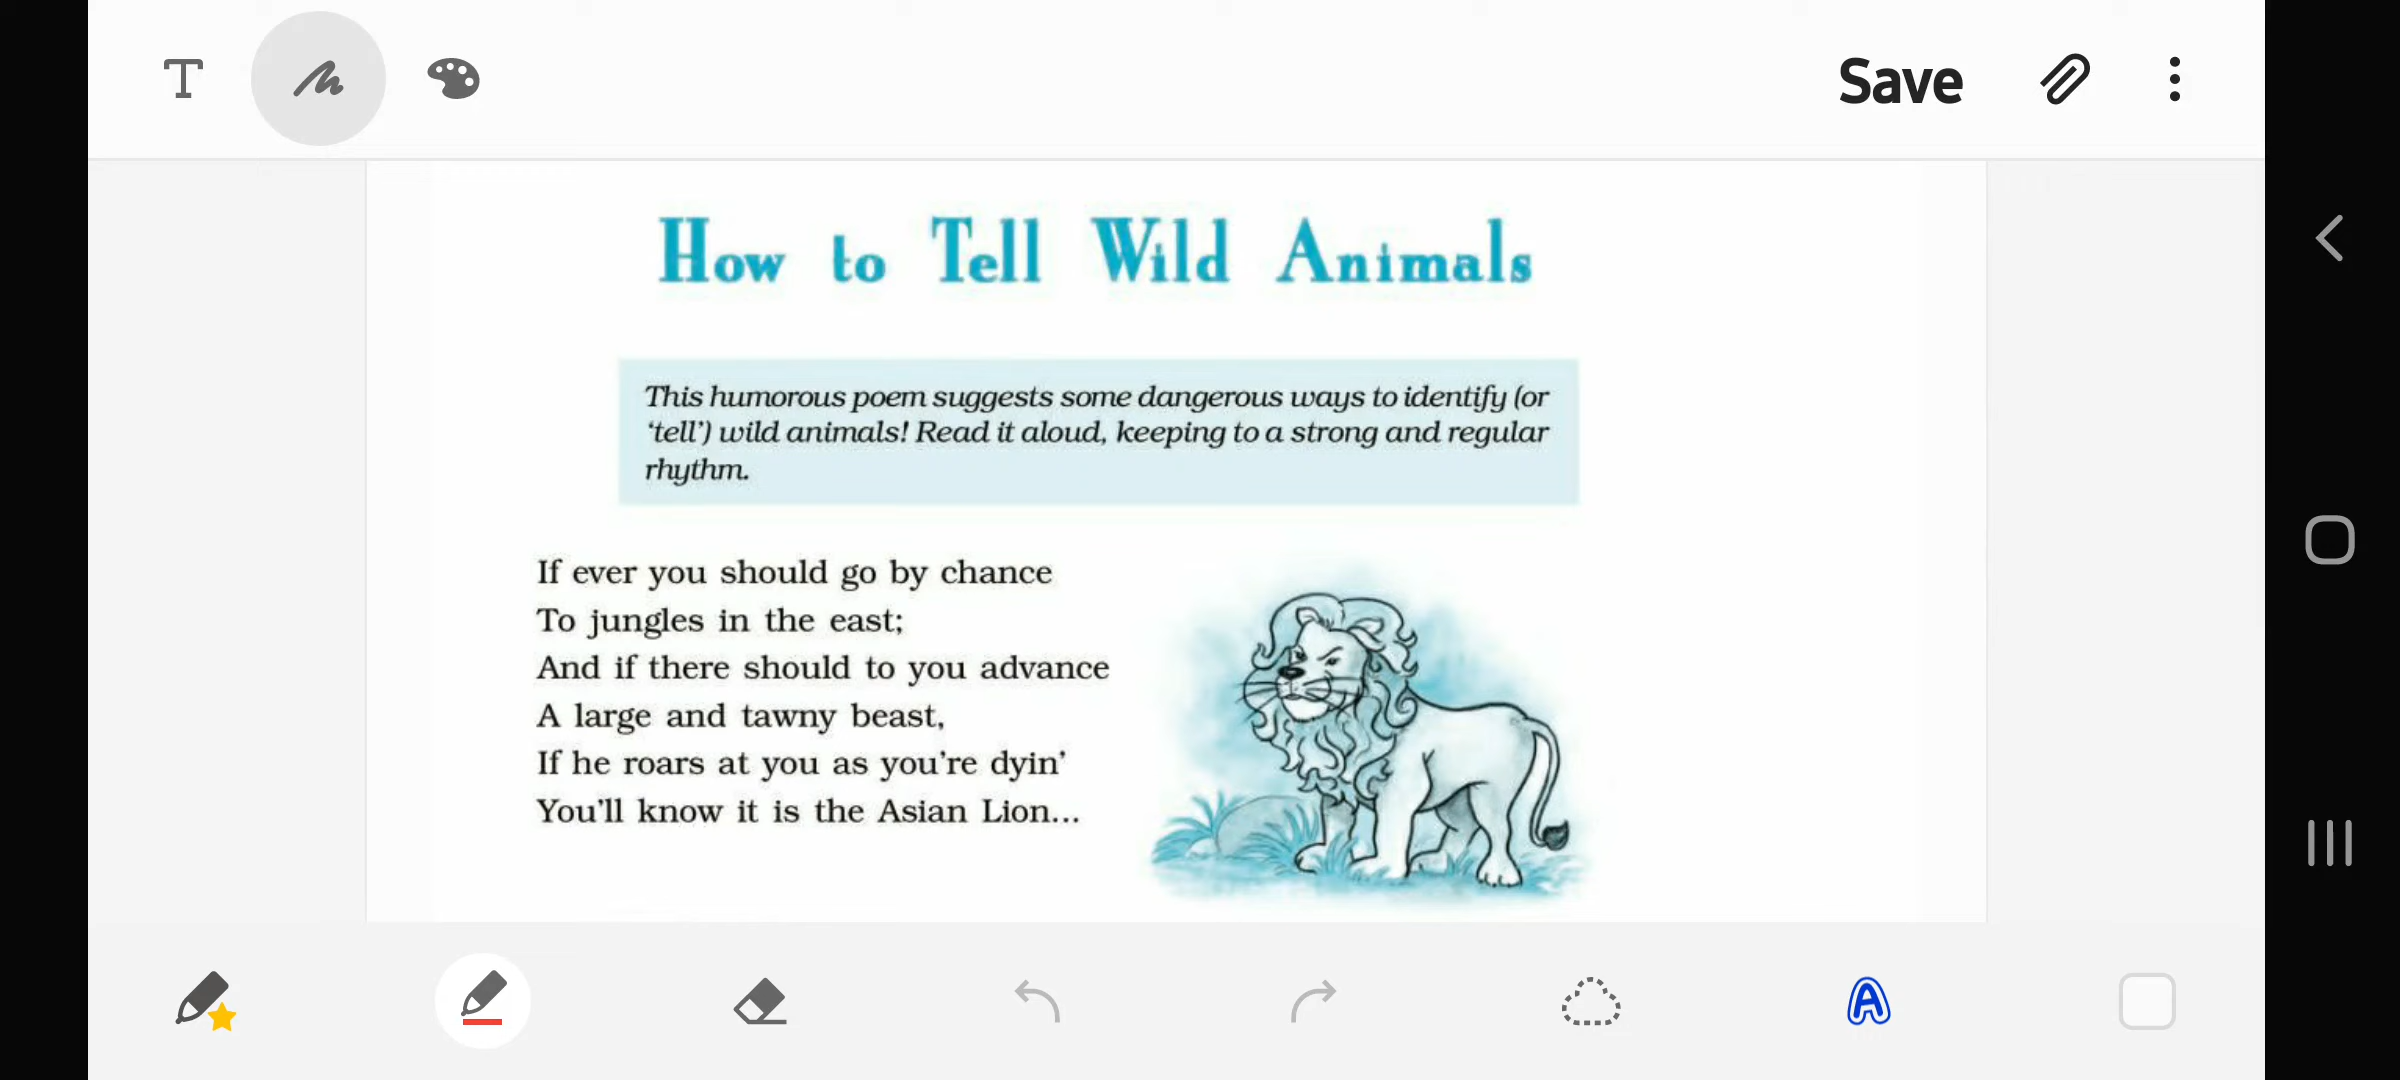 T
Save
How to Tell Wild Animals
This humorous poem suggests some dangerous ways to identify (or
‘tell’) wild animals! Read it aloud, keeping to a strong and regular
rhythm.
If ever you should go by chance
To jungles in the east;
And if there should to you advance
A large and tawny beast,
If he roars at you as you’re dyin’
You’ll know it is the Asian Lion...
A